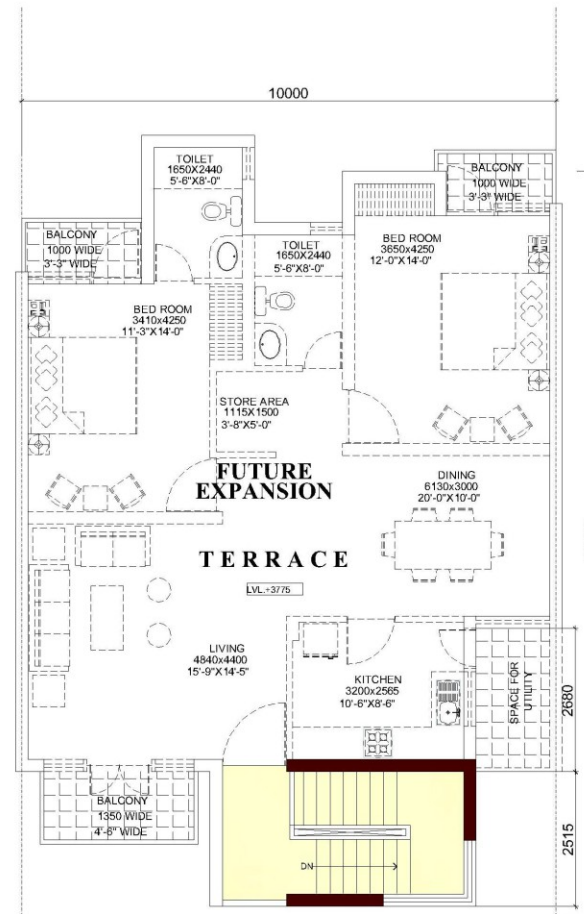 10000
TOILET
1650X2440
5'-6"X8'-0"
BALCONY
1000 WIDE
3'-3" WIDE
BALCONY
1000 WIDE
3'-3" WIDE
TOILET
1650X2440
5'-6"X8'-0"
BED ROOM
3650x4250
12'-0"X14'-0"
BED ROOM
3410x4250
11'-3"X14'-0"
STORE AREA
1115X1500
3'-8"X5'-0"
FUTURE
EXPANSION
DINING
6130x3000
20'-0"X10'-0"
TERRACE
LVL.+3775
LIVING
4840x4400
15'-9"X14'-5"
KITCHEN
3200x2565
10'-6"X8'-6"
SPACE FOR
UTILITY
2680
BALCONY
1350 WIDE
4'-6" WIDE
2515
DN